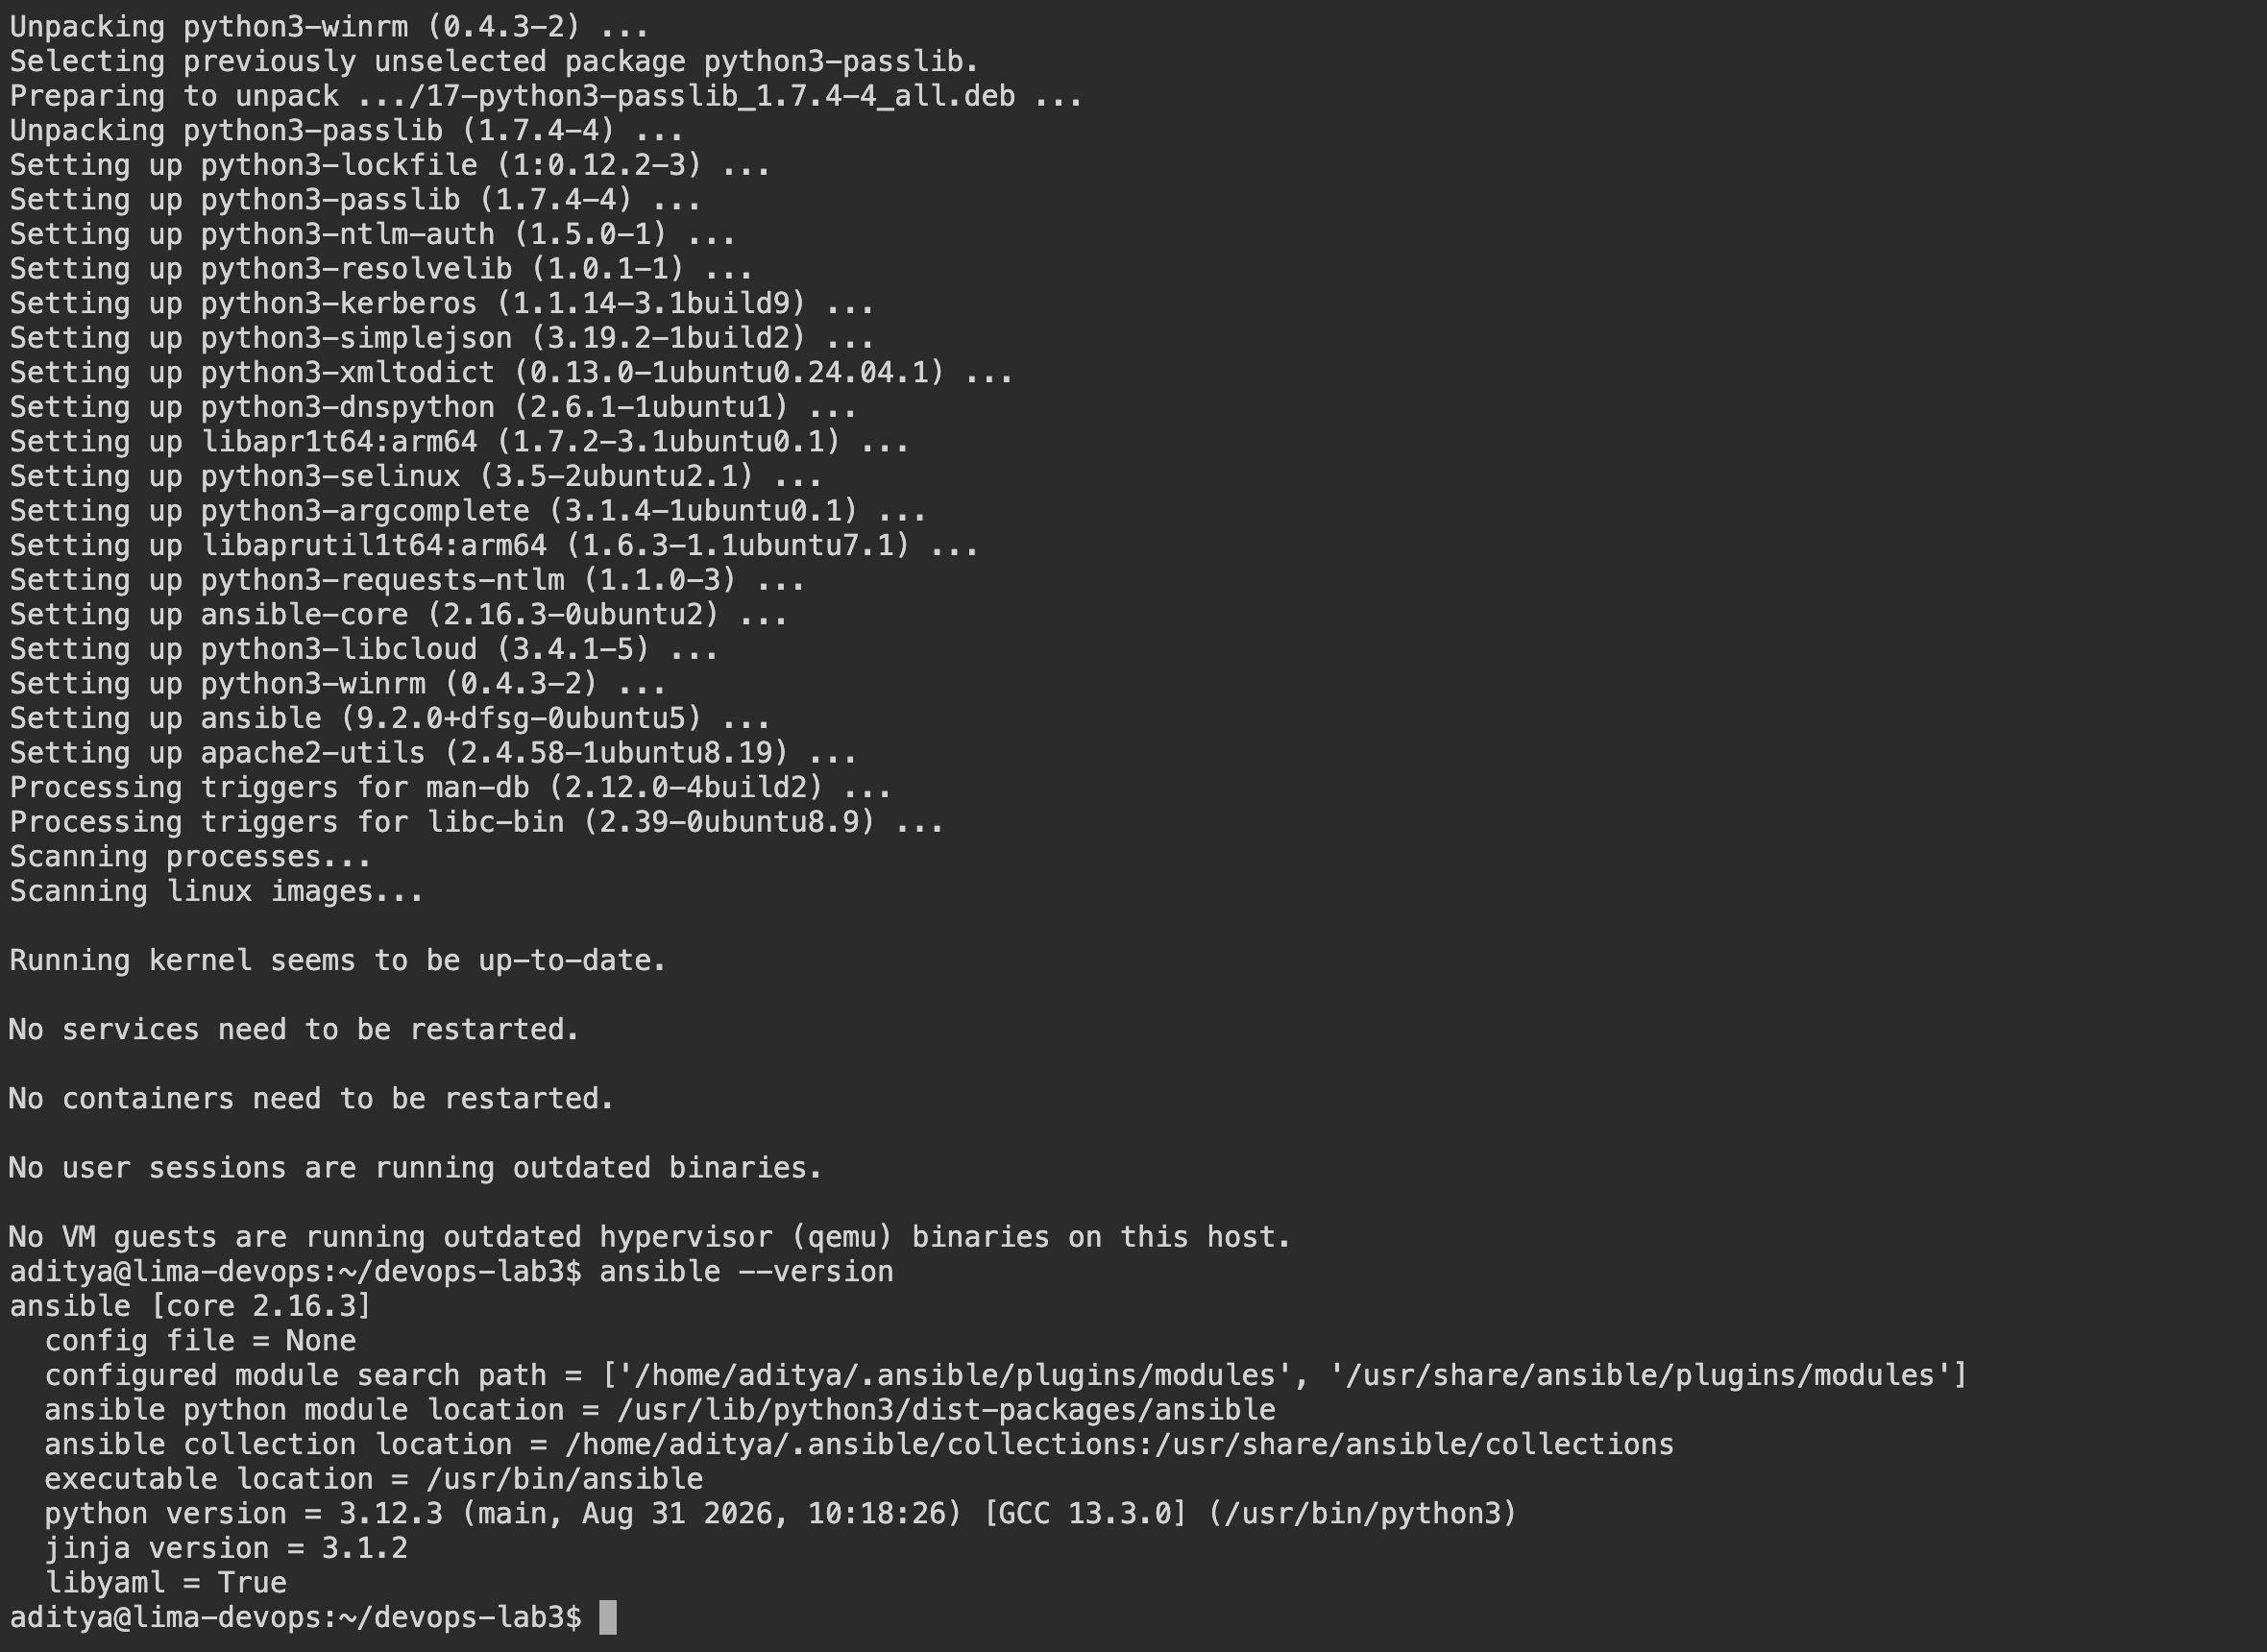 Unpacking python3-winrm (0.4.3-2) ...
Selecting previously unselected package python3-passlib.
Preparing to unpack .../17-python3-passlib_1.7.4-4_all.deb ...
Unpacking python3-passlib (1.7.4-4) ...
Setting up python3-lockfile (1:0.12.2-3) ...
Setting up python3-passlib (1.7.4-4) ...
Setting up python3-ntlm-auth (1.5.0-1) ...
Setting up python3-resolvelib (1.0.1-1) ...
Setting up python3-kerberos (1.1.14-3.1build9) ...
Setting up python3-simplejson (3.19.2-1build2) ...
Setting up python3-xmltodict (0.13.0-1ubuntu0.24.04.1) ...
Setting up python3-dnspython (2.6.1-1ubuntu1) ...
Setting up libapr1t64:arm64 (1.7.2-3.1ubuntu0.1) ...
Setting up python3-selinux (3.5-2ubuntu2.1) ...
Setting up python3-argcomplete (3.1.4-1ubuntu0.1) ...
Setting up libaprutil1t64:arm64 (1.6.3-1.1ubuntu7.1) ...
Setting up python3-requests-ntlm (1.1.0-3) ...
Setting up ansible-core (2.16.3-0ubuntu2) ...
Setting up python3-libcloud (3.4.1-5) ...
Setting up python3-winrm (0.4.3-2) ...
Setting up ansible (9.2.0+dfsg-0ubuntu5) ...
Setting up apache2-utils (2.4.58-1ubuntu8.19) ...
Processing triggers for man-db (2.12.0-4build2) ...
Processing triggers for libc-bin (2.39-0ubuntu8.9) ...
Scanning processes...
Scanning linux images...
Running kernel seems to be up-to-date.
No services need to be restarted.
No containers need to be restarted.
No user sessions are running outdated binaries.
No VM guests are running outdated hypervisor (qemu) binaries on this host.
aditya@lima-devops:~/devops-lab3$ ansible --version
ansible [core 2.16.3]
  config file = None
  configured module search path = ['/home/aditya/.ansible/plugins/modules', '/usr/share/ansible/plugins/modules']
  ansible python module location = /usr/lib/python3/dist-packages/ansible
  ansible collection location = /home/aditya/.ansible/collections:/usr/share/ansible/collections
  executable location = /usr/bin/ansible
  python version = 3.12.3 (main, Aug 31 2026, 10:18:26) [GCC 13.3.0] (/usr/bin/python3)
  jinja version = 3.1.2
  libyaml = True
aditya@lima-devops:~/devops-lab3$